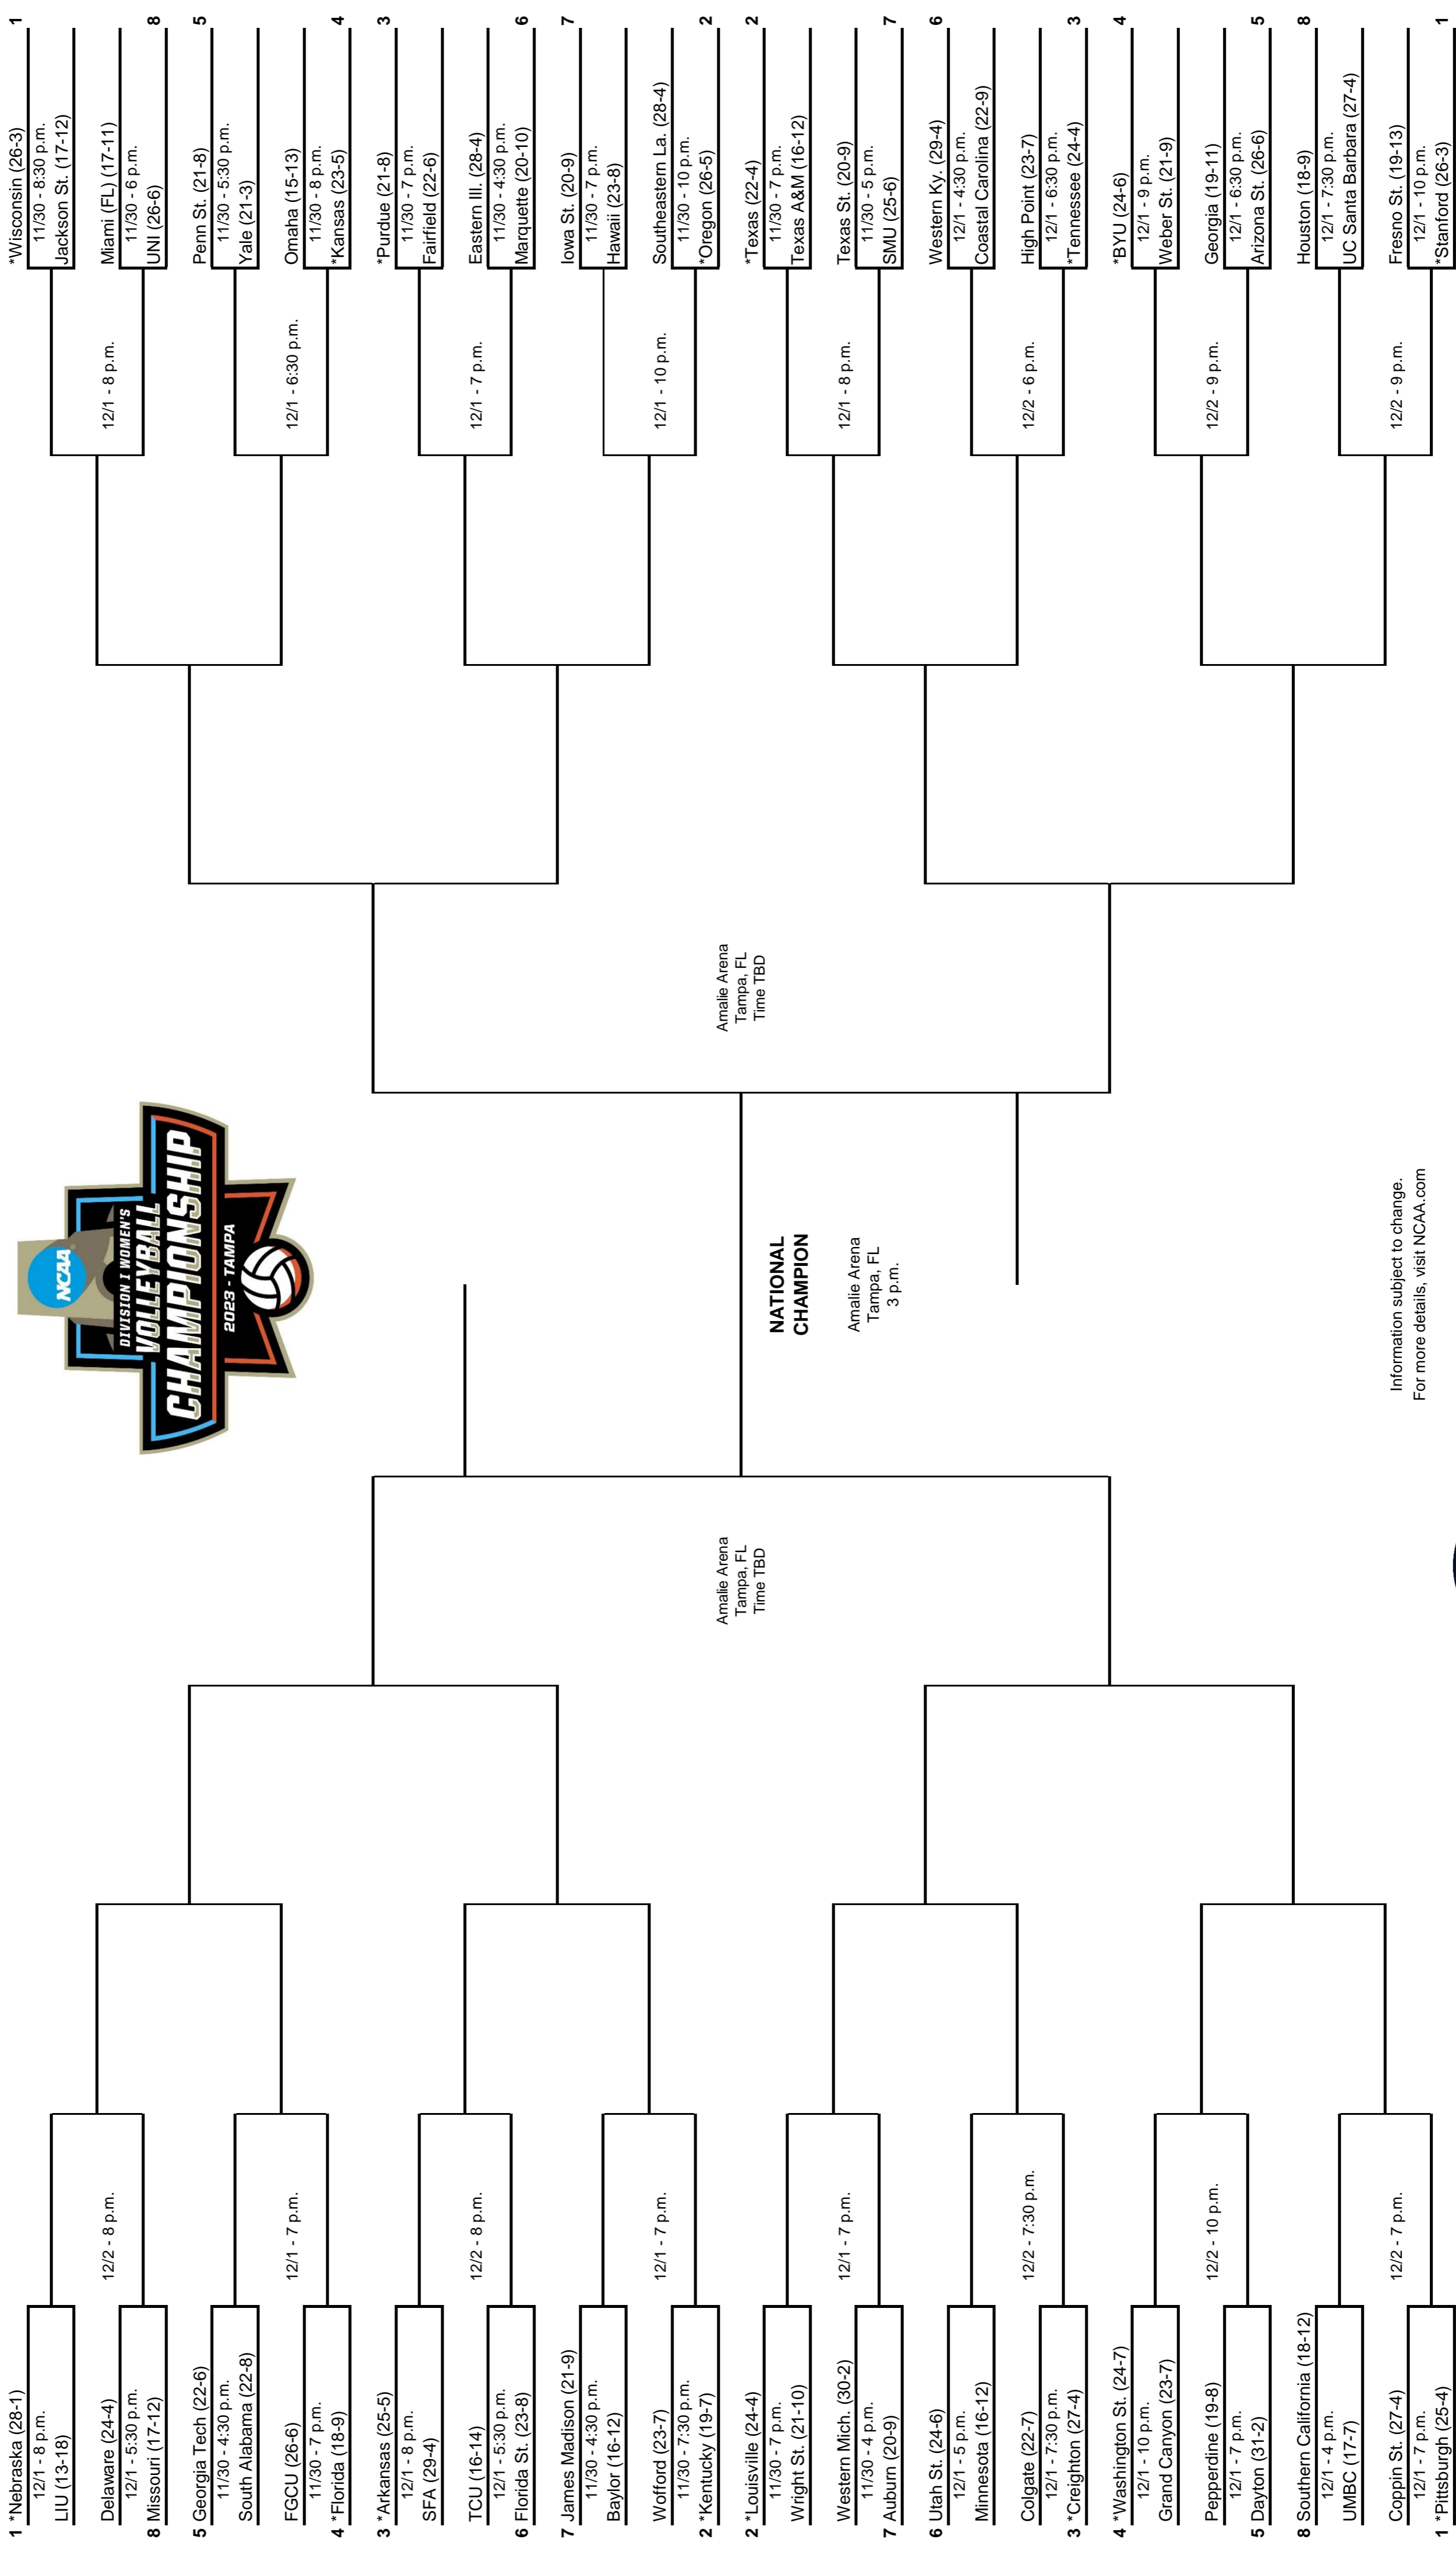 1 *Nebraska (28-1)
12/1 - 8 p.m.
LIU (13-18)
12/2 - 8 p.m.
Delaware (24-4)
12/1 - 5:30 p.m.
8 Missouri (17-12)
5 Georgia Tech (22-6)
11/30 - 4:30 p.m.
South Alabama (22-8)
12/1 - 7 p.m.
FGCU (26-6)
11/30 - 7 p.m.
4 *Florida (18-9)
3 *Arkansas (25-5)
12/1 - 8 p.m.
SFA (29-4)
12/2 - 8 p.m.
TCU (16-14)
12/1 - 5:30 p.m.
6 Florida St. (23-8)
7 James Madison (21-9)
11/30 - 4:30 p.m.
Baylor (16-12)
12/1 - 7 p.m.
Wofford (23-7)
11/30 - 7:30 p.m.
2 *Kentucky (19-7)
2 *Louisville (24-4)
11/30 - 7 p.m.
Wright St. (21-10)
12/1 - 7 p.m.
Western Mich. (30-2)
11/30 - 4 p.m.
7 Auburn (20-9)
6 Utah St. (24-6)
12/1 - 5 p.m.
Minnesota (16-12)
12/2 - 7:30 p.m.
Colgate (22-7)
12/1 - 7:30 p.m.
3 *Creighton (27-4)
4 *Washington St. (24-7)
12/1 - 10 p.m.
Grand Canyon (23-7)
12/2 - 10 p.m.
Pepperdine (19-8)
12/1 - 7 p.m.
5 Dayton (31-2)
8 Southern California (18-12)
12/1 - 4 p.m.
UMBC (17-7)
12/2 - 7 p.m.
Coppin St. (27-4)
12/1 - 7 p.m.
1 *Pittsburgh (25-4)
Amalie Arena
Tampa, FL
Time TBD
NCAA
DIVISION I WOMEN'S
VOLLEYBALL
CHAMPIONSHIP
2023 - TAMPA
NATIONAL
CHAMPION
Amalie Arena
Tampa, FL
3 p.m.
Information subject to change.
For more details, visit NCAA.com
Amalie Arena
Tampa, FL
Time TBD
*Wisconsin (26-3) 1
11/30 - 8:30 p.m.
Jackson St. (17-12)
12/1 - 8 p.m.
Miami (FL) (17-11)
11/30 - 6 p.m.
UNI (26-6) 8
Penn St. (21-8) 5
11/30 - 5:30 p.m.
Yale (21-3)
12/1 - 6:30 p.m.
Omaha (15-13)
11/30 - 8 p.m.
*Kansas (23-5) 4
*Purdue (21-8) 3
11/30 - 7 p.m.
Fairfield (22-6)
12/1 - 7 p.m.
Eastern Ill. (28-4)
11/30 - 4:30 p.m.
Marquette (20-10) 6
Iowa St. (20-9) 7
11/30 - 7 p.m.
Hawaii (23-8)
12/1 - 10 p.m.
Southeastern La. (28-4)
11/30 - 10 p.m.
*Oregon (26-5) 2
*Texas (22-4) 2
11/30 - 7 p.m.
Texas A&M (16-12)
12/1 - 8 p.m.
Texas St. (20-9)
11/30 - 5 p.m.
SMU (25-6) 7
Western Ky. (29-4) 6
12/1 - 4:30 p.m.
Coastal Carolina (22-9)
12/2 - 6 p.m.
High Point (23-7)
12/1 - 6:30 p.m.
*Tennessee (24-4) 3
*BYU (24-6) 4
12/1 - 9 p.m.
Weber St. (21-9)
12/2 - 9 p.m.
Georgia (19-11)
12/1 - 6:30 p.m.
Arizona St. (26-6) 5
Houston (18-9) 8
12/1 - 7:30 p.m.
UC Santa Barbara (27-4)
12/2 - 9 p.m.
Fresno St. (19-13)
12/1 - 10 p.m.
*Stanford (26-3) 1